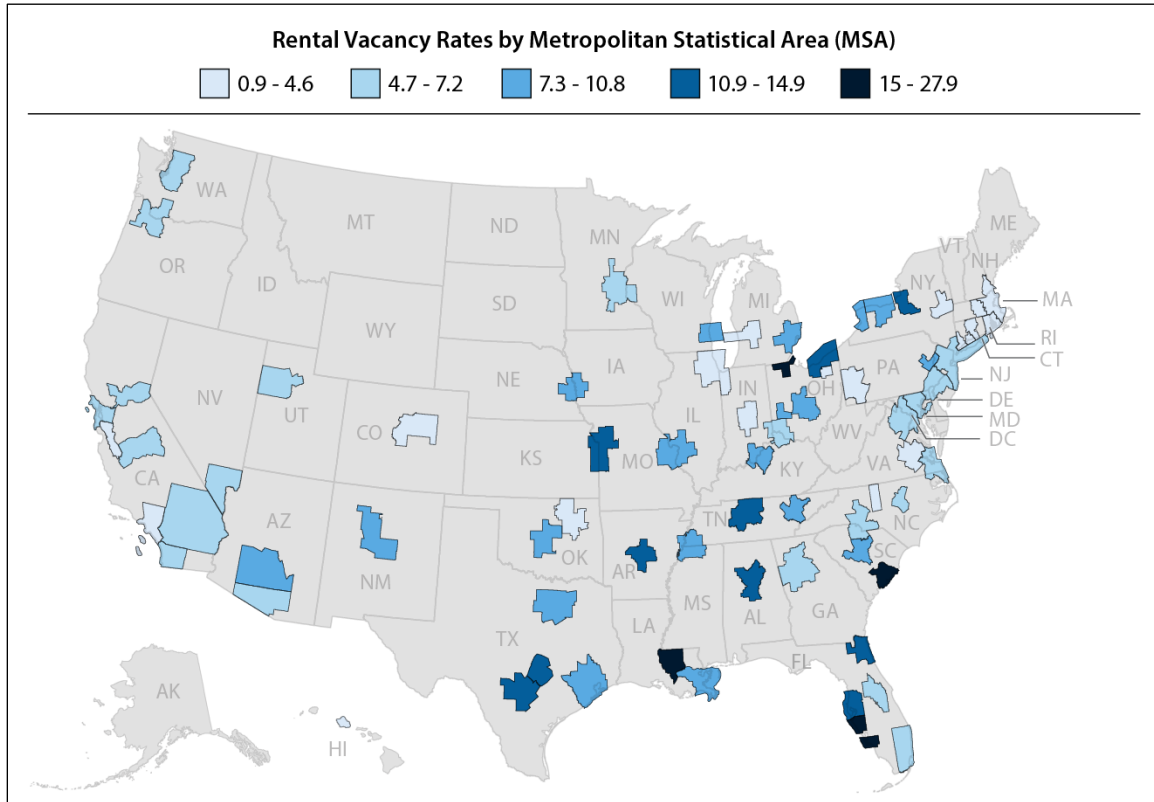 Rental Vacancy Rates by Metropolitan Statistical Area (MSA)
0.9 - 4.6 4.7 - 7.2 7.3 - 10.8 10.9 - 14.9 15 - 27.9
WA
MT
ND
MN
ME
VT
NH
NY
MA
OR
ID
SD
WI
MI
WY
RI
CT
IA
PA
NJ
NE
OH
NV
UT
IL
IN
DE
MD
DC
CO
WV
KS
MO
VA
CA
KY
AZ
TN
NC
NM
OK
AR
SC
MS
AL
GA
TX
LA
FL
AK
HI